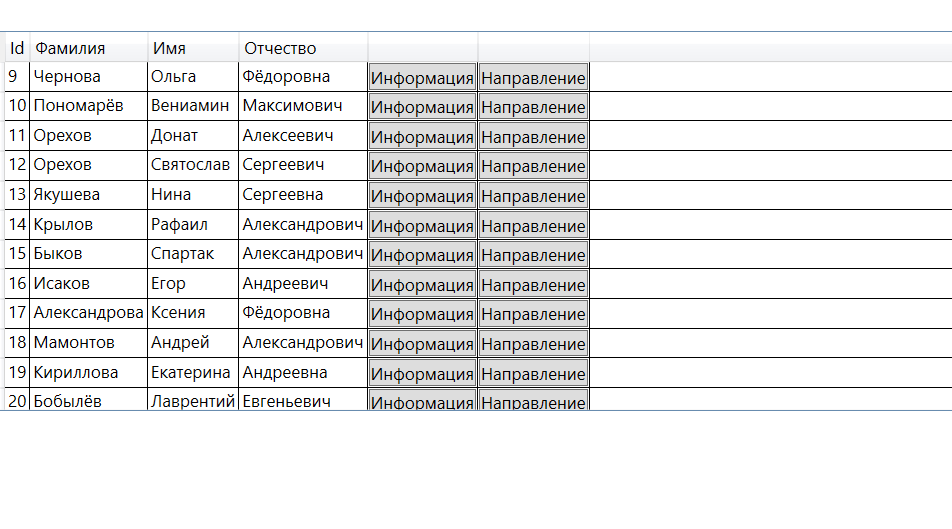 Id Фамилия Имя Отчество
9 Чернова Ольга Фёдоровна Информация Направление
10 Пономарёв Вениамин Максимович Информация Направление
11 Орехов Донат Алексеевич Информация Направление
12 Орехов Святослав Сергеевич Информация Направление
13 Якушева Нина Сергеевна Информация Направление
14 Крылов Рафаил Александрович Информация Направление
15 Быков Спартак Александрович Информация Направление
16 Исаков Егор Андреевич Информация Направление
17 Александрова Ксения Фёдоровна Информация Направление
18 Мамонтов Андрей Александрович Информация Направление
19 Кириллова Екатерина Андреевна Информация Направление
20 Бобылёв Лаврентий Евгеньевич Информация Направление